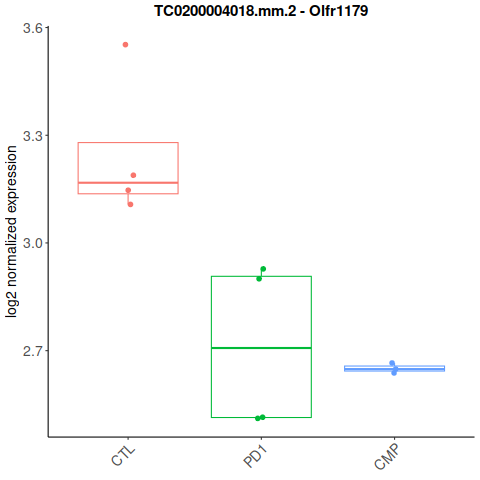 TC0200004018.mm.2 - Olfr1179
log2 normalized expression
3.6
3.3
3.0
2.7
CTL
PD1
CMP